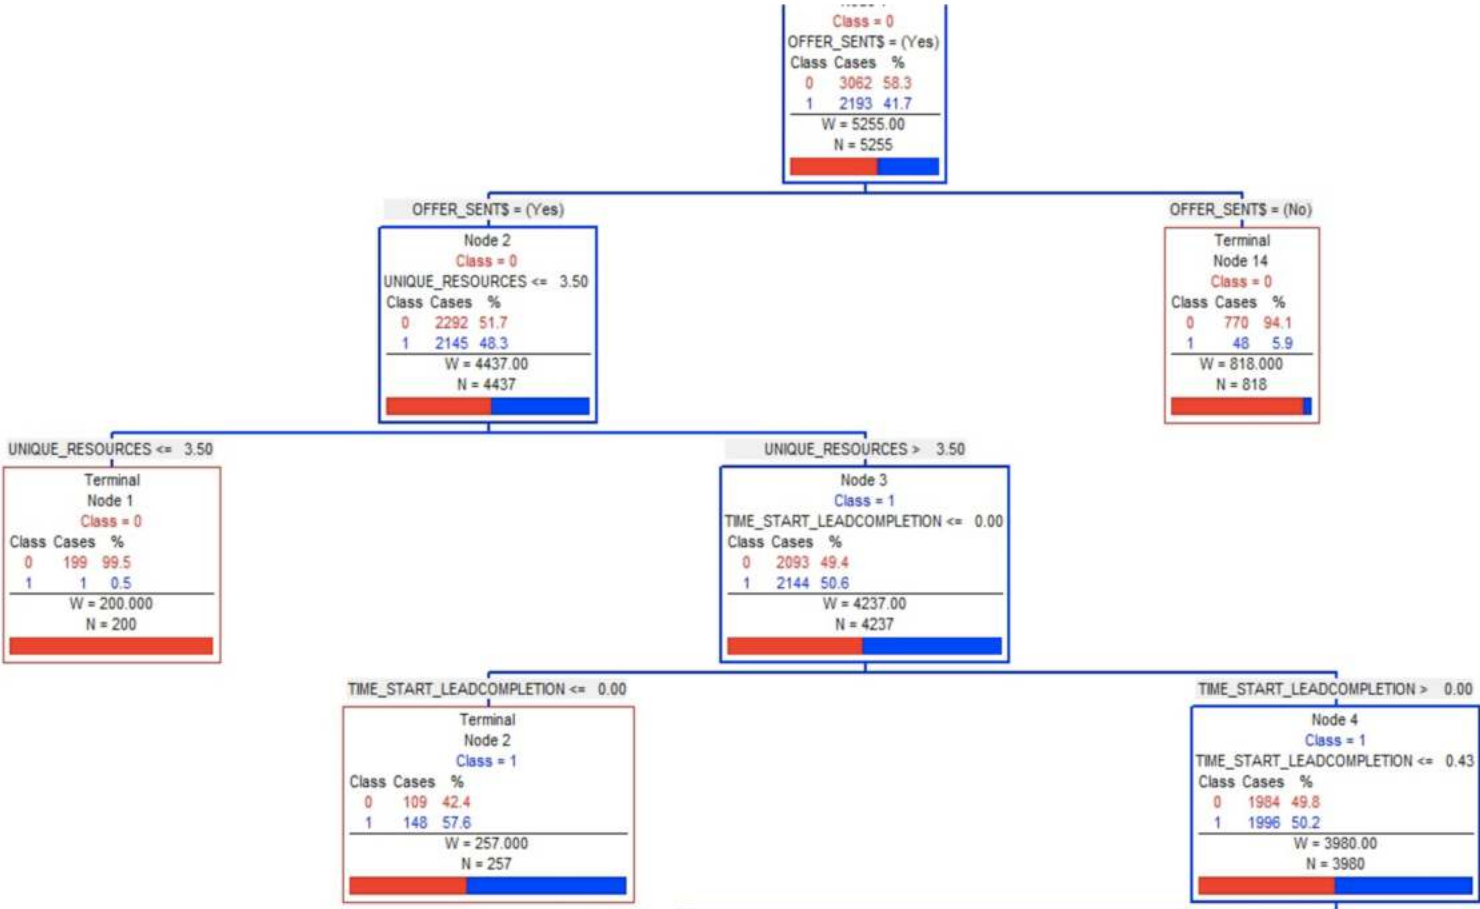 Class = 0
OFFER_SENT$ = (Yes)
Class Cases %
0 3062 58.3
1 2193 41.7
W = 5255.00
N = 5255
OFFER_SENT$ = (Yes)
Node 2
Class = 0
UNIQUE_RESOURCES <= 3.50
Class Cases %
0 2292 51.7
1 2145 48.3
W = 4437.00
N = 4437
OFFER_SENT$ = (No)
Terminal
Node 14
Class = 0
Class Cases %
0 770 94.1
1 48 5.9
W = 818.000
N = 818
UNIQUE_RESOURCES <= 3.50
Terminal
Node 1
Class = 0
Class Cases %
0 199 99.5
1 1 0.5
W = 200.000
N = 200
UNIQUE_RESOURCES > 3.50
Node 3
Class = 1
TIME_START_LEADCOMPLETION <= 0.00
Class Cases %
0 2093 49.4
1 2144 50.6
W = 4237.00
N = 4237
TIME_START_LEADCOMPLETION <= 0.00
Terminal
Node 2
Class = 1
Class Cases %
0 109 42.4
1 148 57.6
W = 257.000
N = 257
TIME_START_LEADCOMPLETION > 0.00
Node 4
Class = 1
TIME_START_LEADCOMPLETION <= 0.43
Class Cases %
0 1984 49.8
1 1996 50.2
W = 3980.00
N = 3980